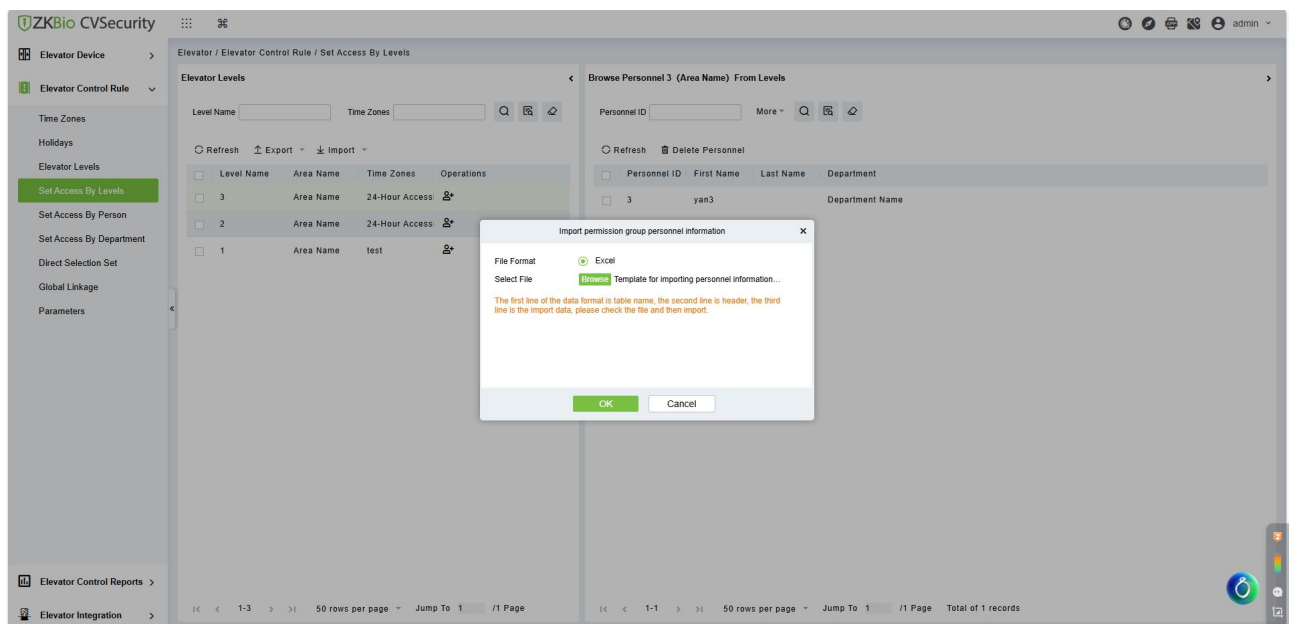 ZKBio CVSecurity
admin
Elevator Device
Elevator Control Rule
Time Zones
Holidays
Elevator Levels
Set Access By Levels
Set Access By Person
Set Access By Department
Direct Selection Set
Global Linkage
Parameters
Elevator Control Reports
Elevator Integration
Elevator / Elevator Control Rule / Set Access By Levels
Elevator Levels
Level Name Time Zones
Refresh Export Import
Level Name Area Name Time Zones Operations
3 Area Name 24-Hour Accessi
2 Area Name 24-Hour Accessi
1 Area Name test
1-3 50 rows per page Jump To 1 /1 Page
Browse Personnel 3 (Area Name) From Levels
Personnel ID More
Refresh Delete Personnel
Personnel ID First Name Last Name Department
3 yan3 Department Name
1-1 50 rows per page Jump To 1 /1 Page Total of 1 records
Import permission group personnel information
File Format Excel
Select File Browse Template for importing personnel information...
The first line of the data format is table name, the second line is header, the third
line is the import data, please check the file and then import.
OK Cancel